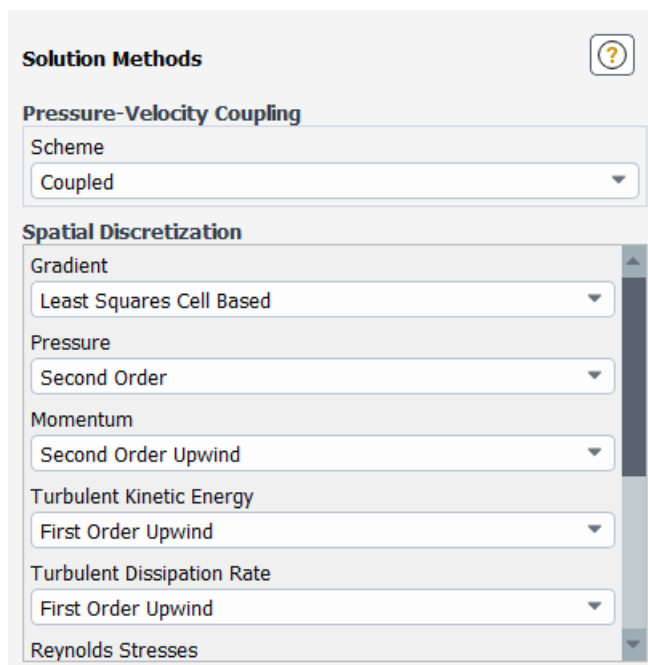 Solution Methods
?
Pressure-Velocity Coupling
Scheme
Coupled
Spatial Discretization
Gradient
Least Squares Cell Based
Pressure
Second Order
Momentum
Second Order Upwind
Turbulent Kinetic Energy
First Order Upwind
Turbulent Dissipation Rate
First Order Upwind
Reynolds Stresses